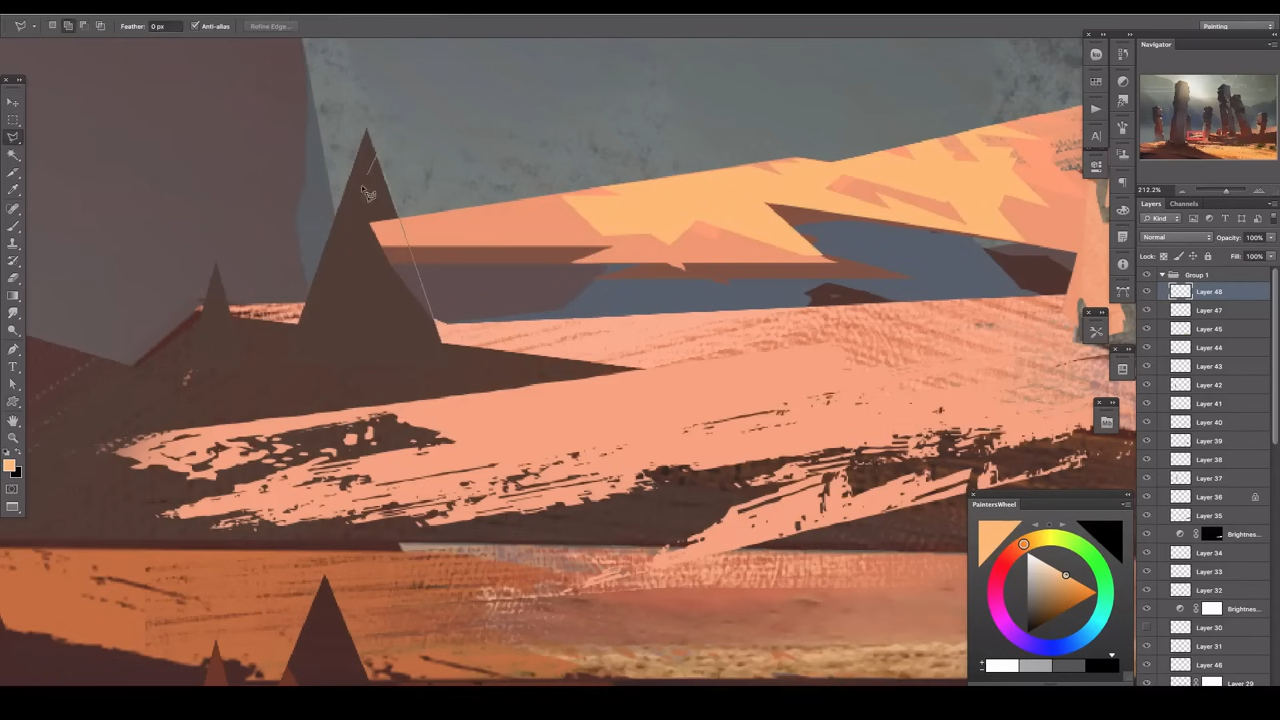 Feather: 0 px Anti-alias Refine Edge... Painting
Navigator
212.2%
Layers Channels
Kind
Normal Opacity: 100%
Lock: Fill: 100%
Group 1
Layer 48
Layer 47
Layer 45
Layer 44
Layer 43
Layer 42
Layer 41
Layer 40
Layer 39
Layer 38
Layer 37
Layer 36
Layer 35
Brightnes...
Layer 34
Layer 33
Layer 32
Brightnes...
Layer 30
Layer 31
Layer 46
Layer 29
PaintersWheel